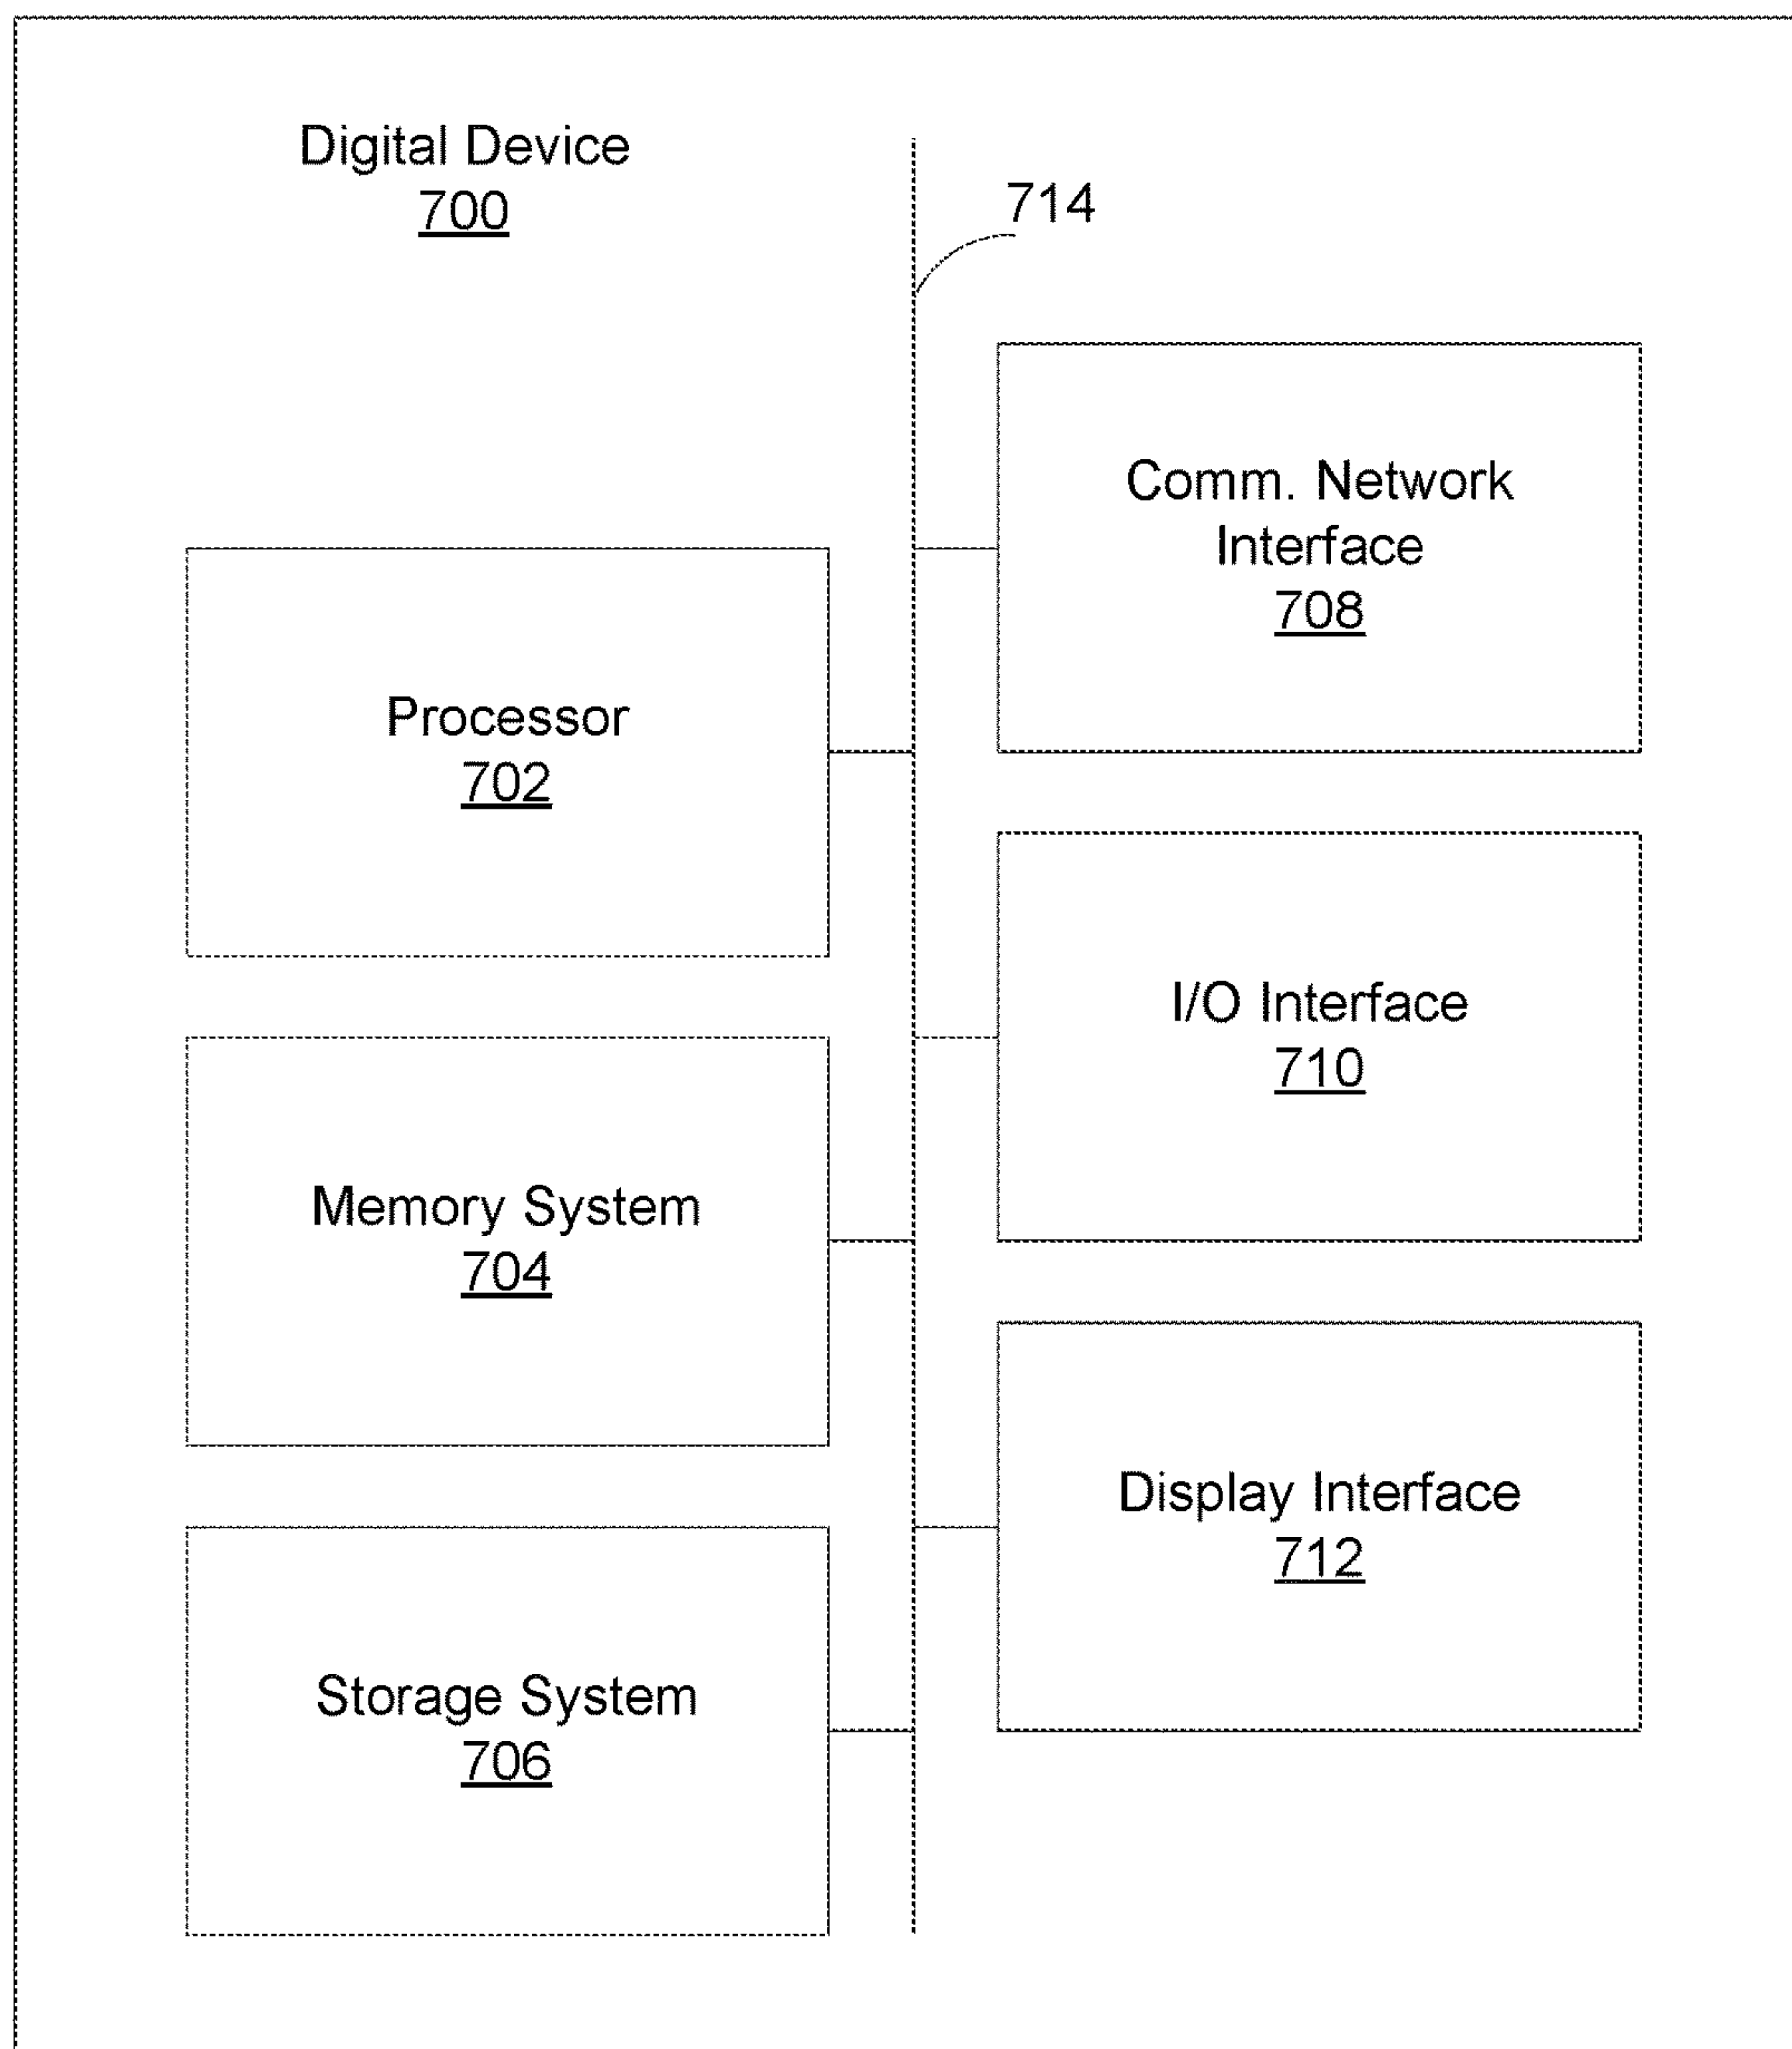 Digital Device
700
714
Comm. Network
Interface
708
Processor
702
I/O Interface
710
Memory System
704
Display Interface
712
Storage System
706